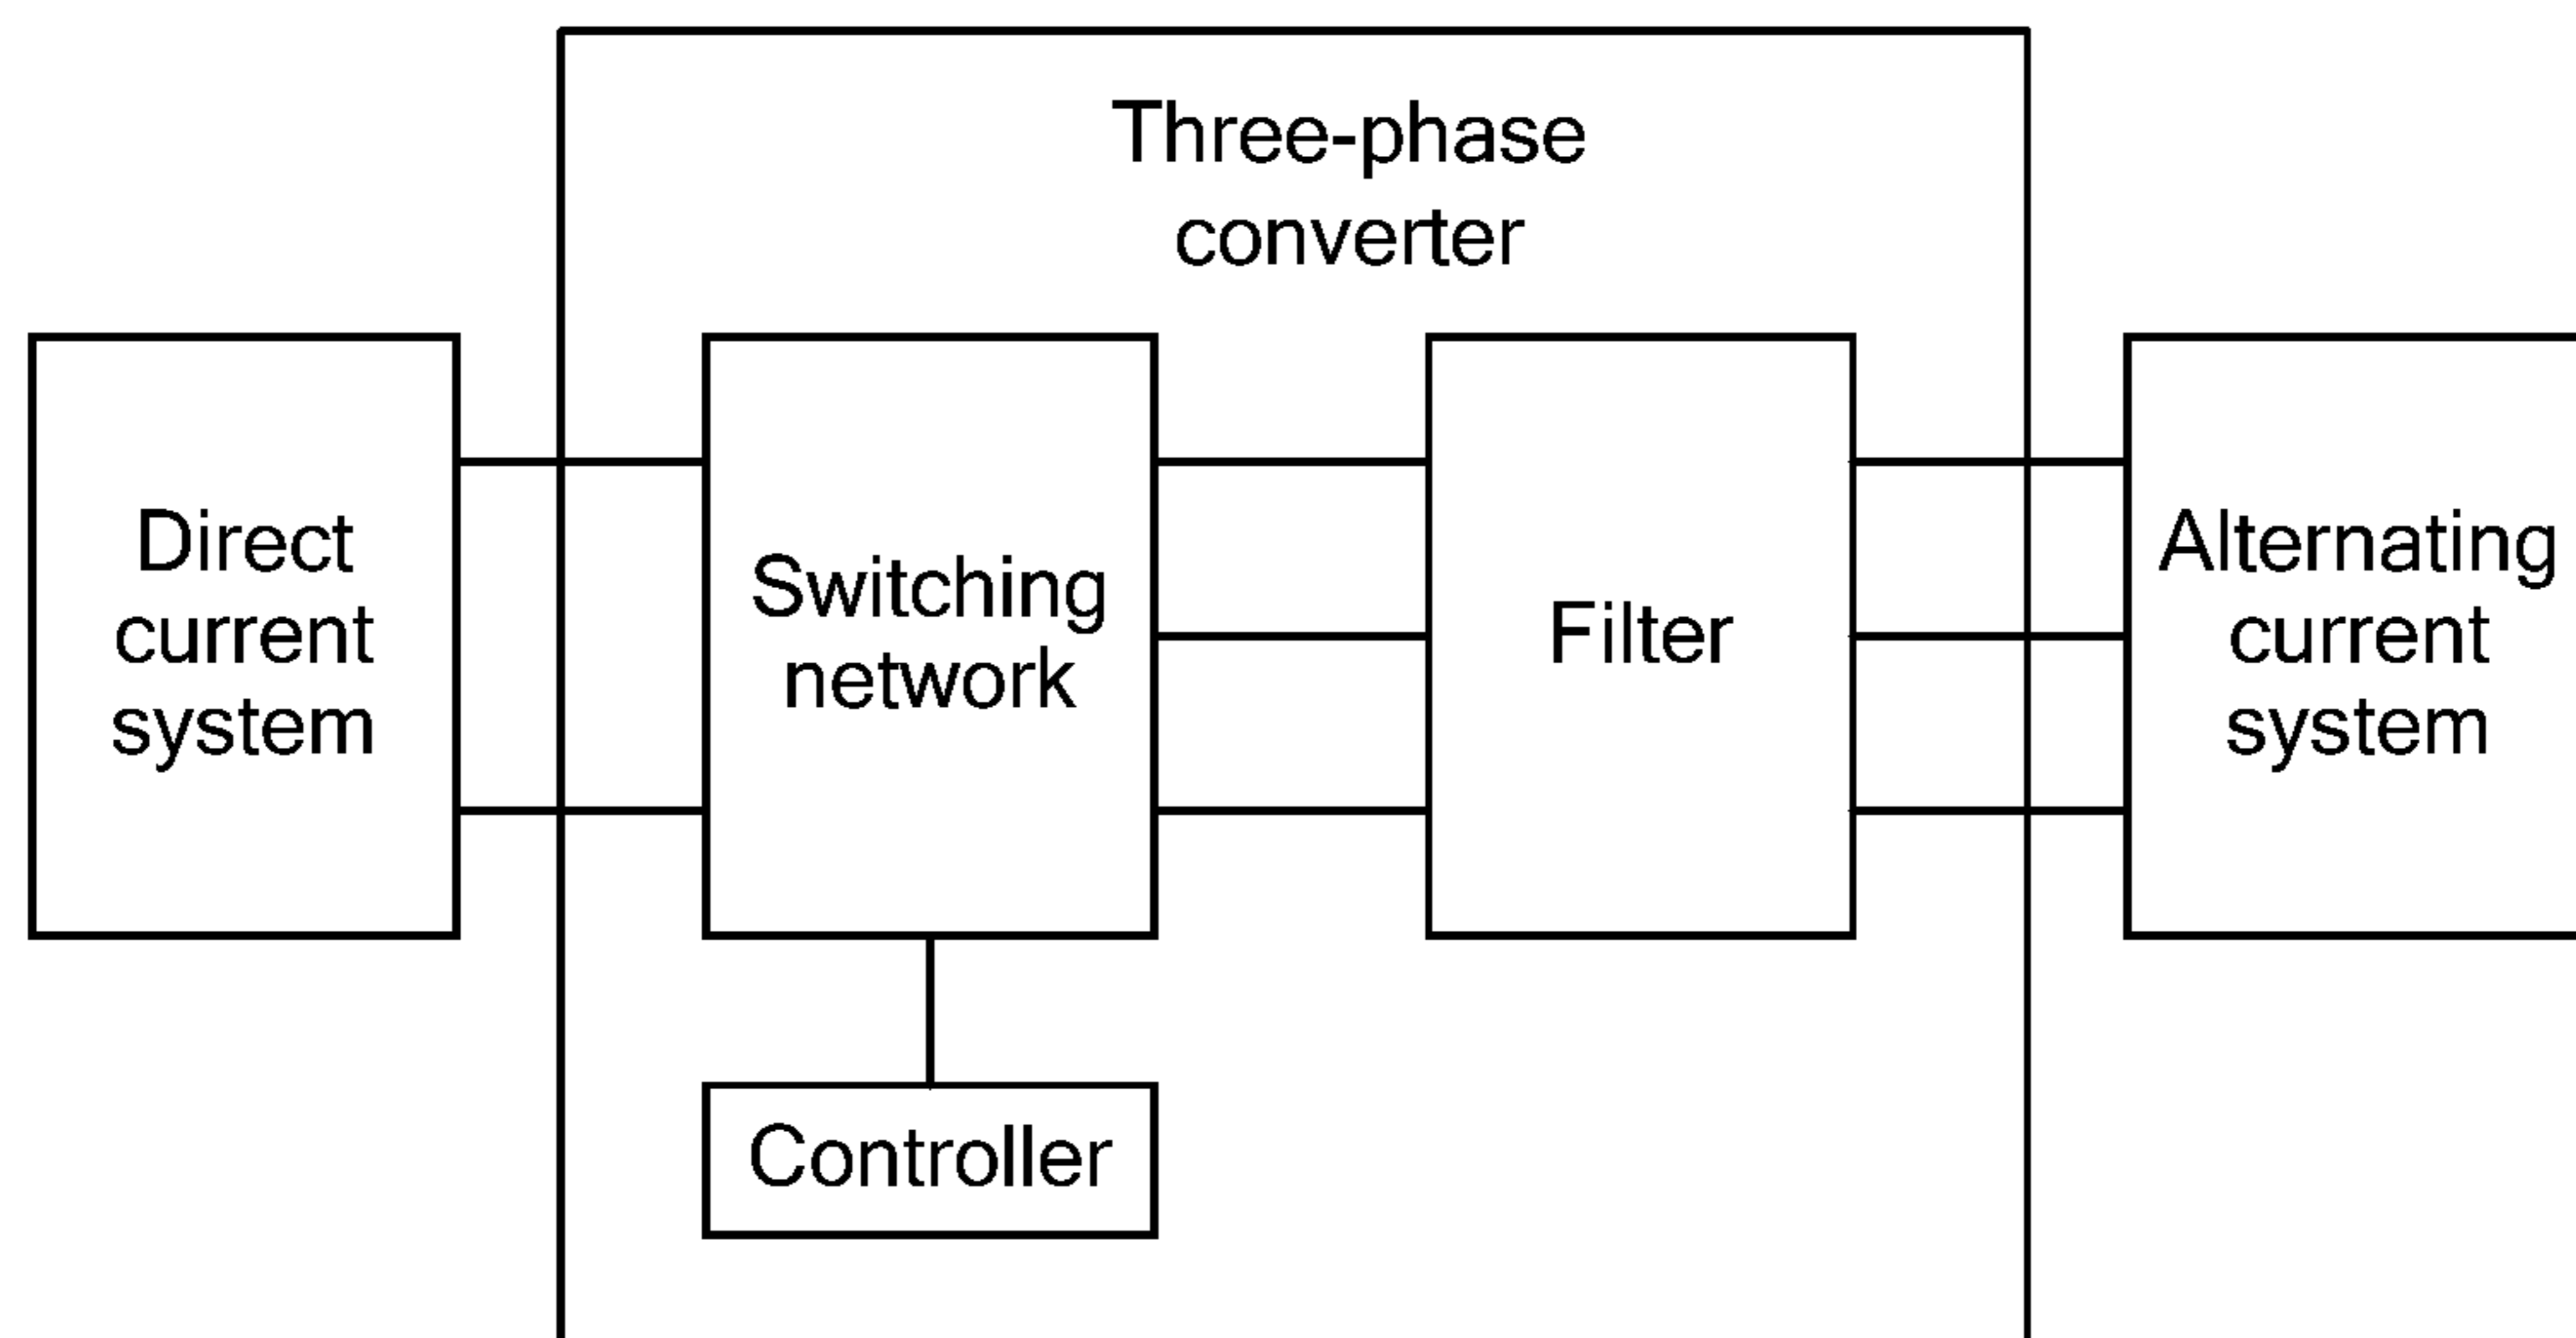 Three-phase
converter
Direct
current
system
Switching
network
Filter
Alternating
current
system
Controller